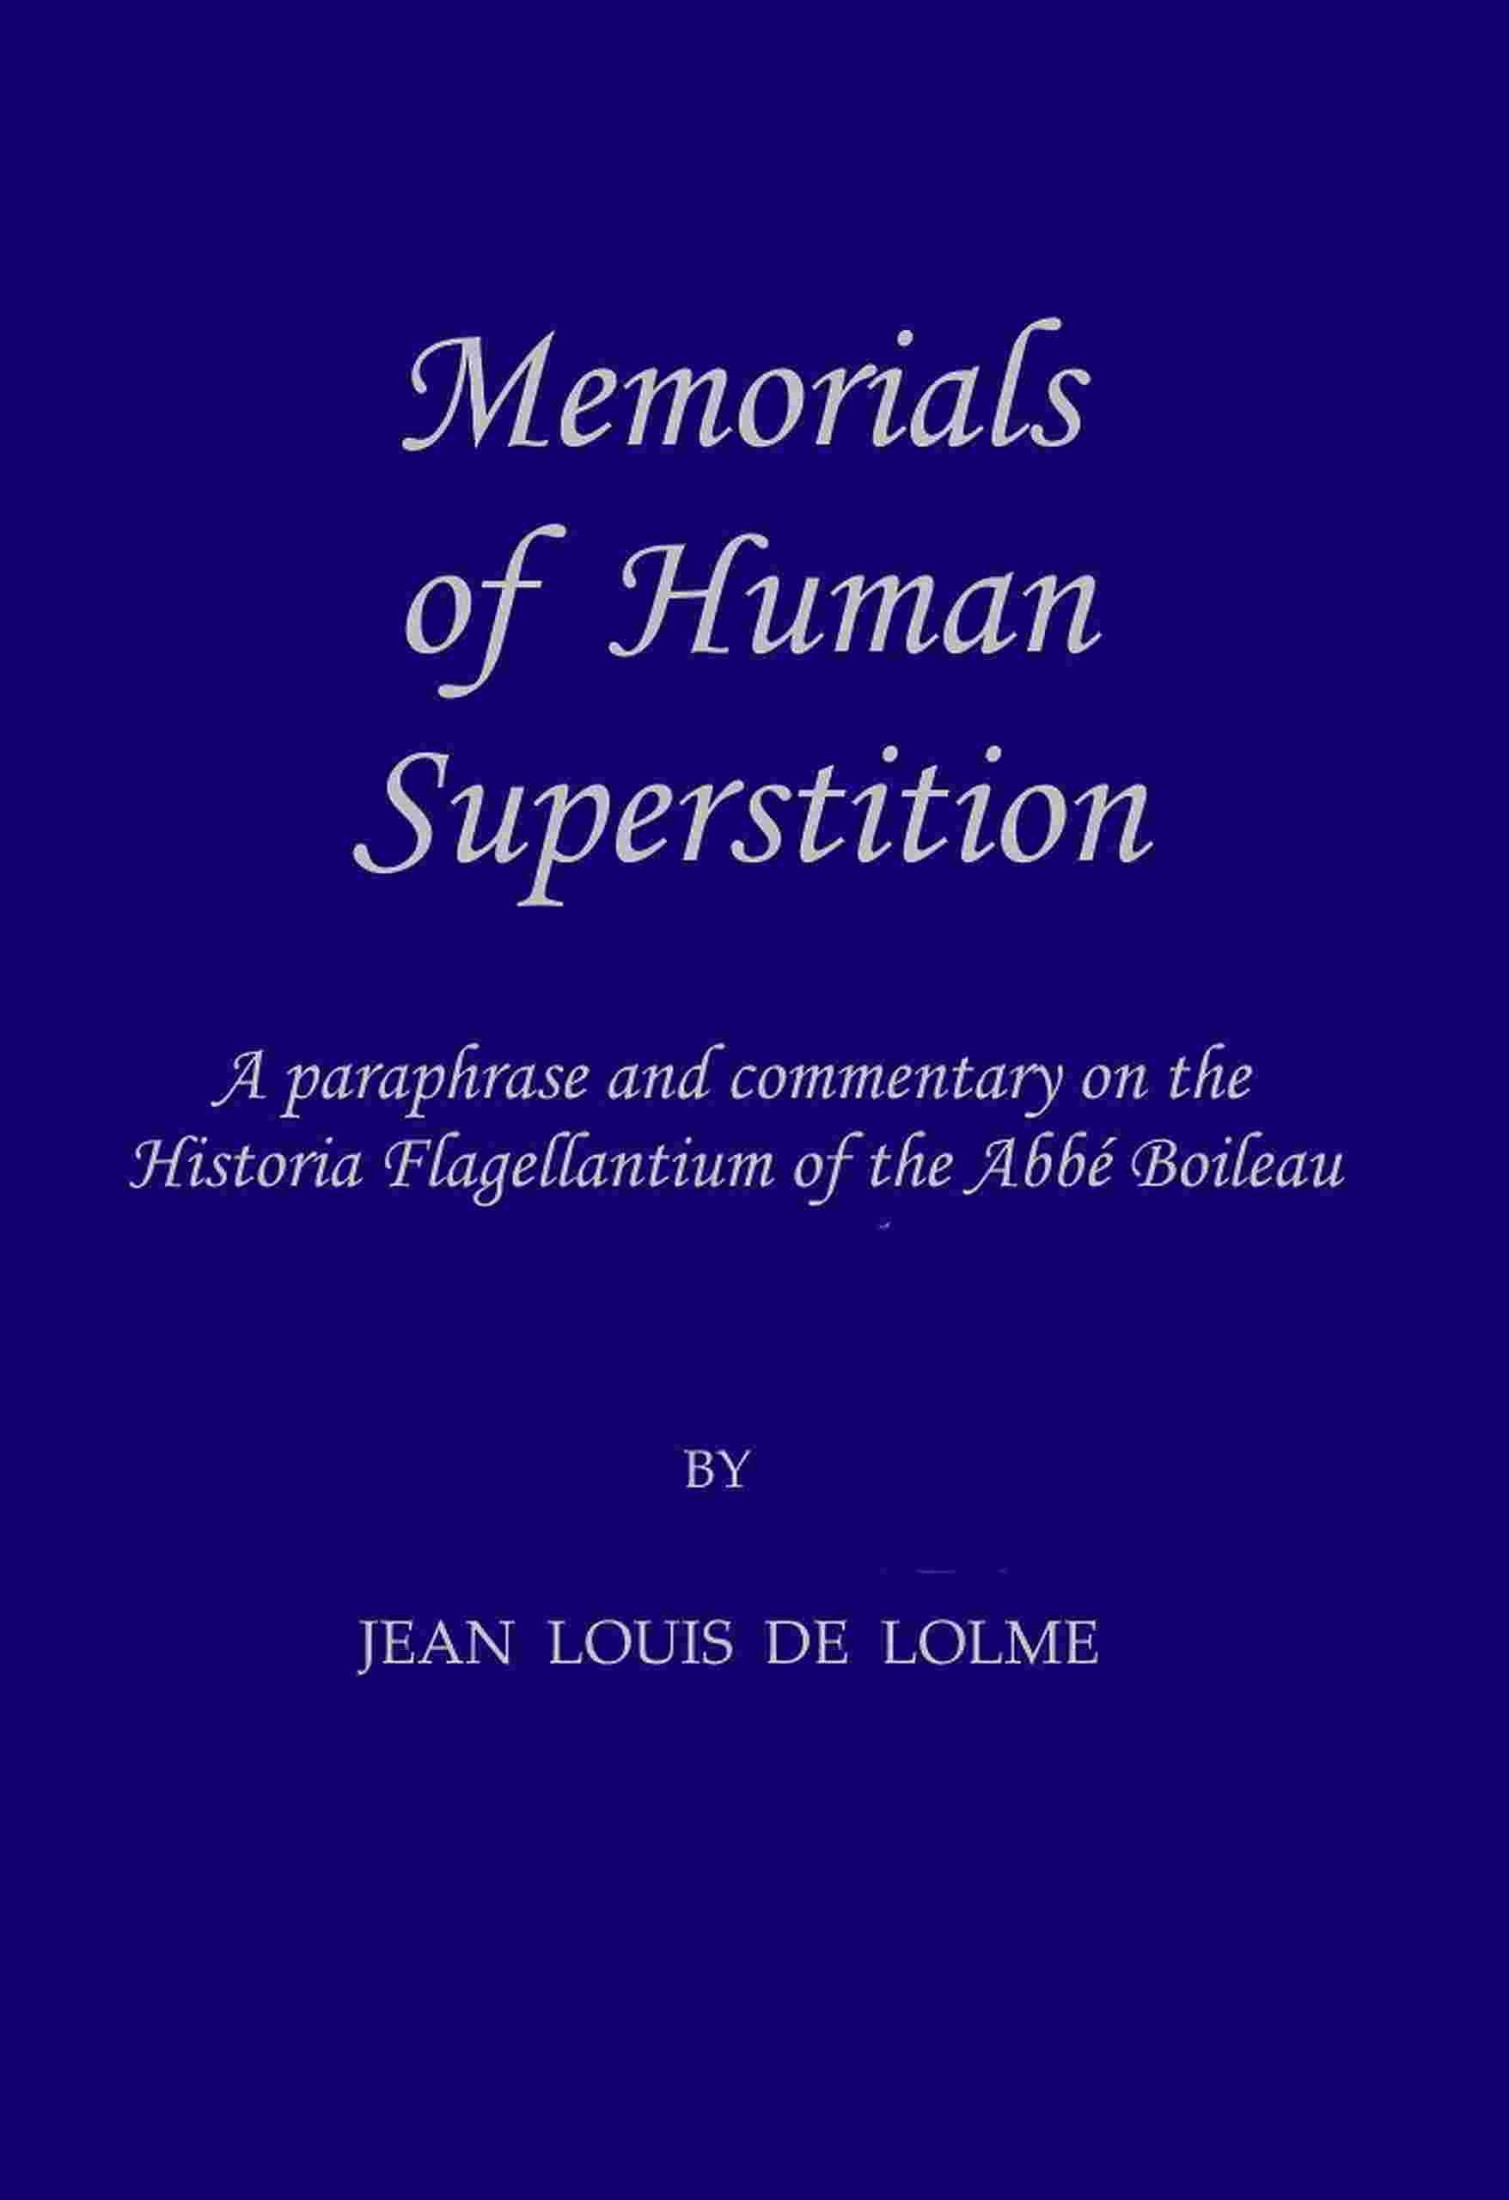 Memorials
of Human
Superstition
A paraphrase and commentary on the
Historia Flagellantium of the Abbé Boileau
BY
JEAN LOUIS DE LOLME